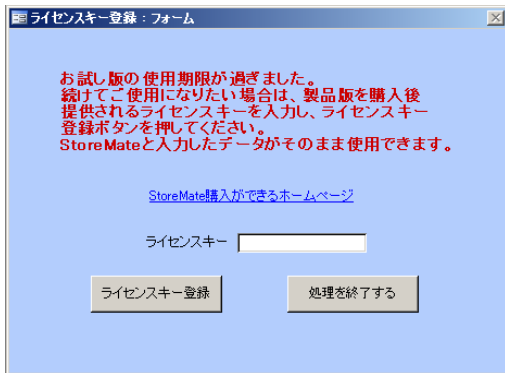 ライセンスキー登録 : フォーム
お試し版の使用期限が過ぎました。
続けてご使用になりたい場合は、製品版を購入後
提供されるライセンスキーを入力し、ライセンスキー
登録ボタンを押してください。
StoreMateと入力したデータがそのまま使用できます。
StoreMate購入ができるホームページ
ライセンスキー
ライセンスキー登録
処理を終了する